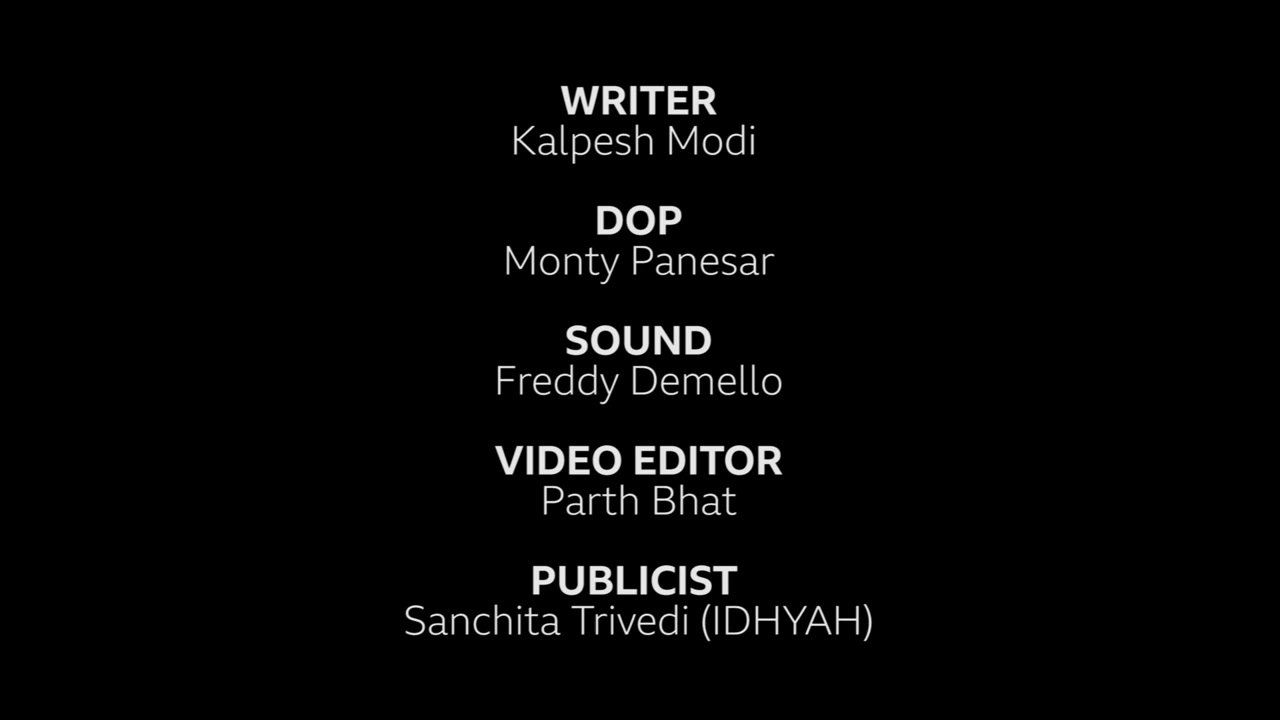 WRITER
Kalpesh Modi
DOP
Monty Panesar
SOUND
Freddy Demello
VIDEO EDITOR
Parth Bhat
PUBLICIST
Sanchita Trivedi (IDHYAH)